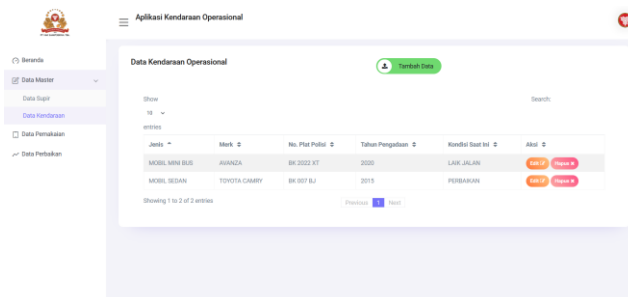 Aplikasi Kendaraan Operasional
Beranda
Data Master
Data Supir
Data Kendaraan
Data Pemakaian
Data Perbaikan
Data Kendaraan Operasional
Tambah Data
Show
10
entries
Search:
Jenis Merk No. Plat Polisi Tahun Pengadaan Kondisi Saat Ini Aksi
MOBIL MINI BUS AVANZA BK 2022 XT 2020 LAIK JALAN Edit Hapus
MOBIL SEDAN TOYOTA CAMRY BK 007 BJ 2013 PERBAIKAN Edit Hapus
Showing 1 to 2 of 2 entries
Previous 1 Next